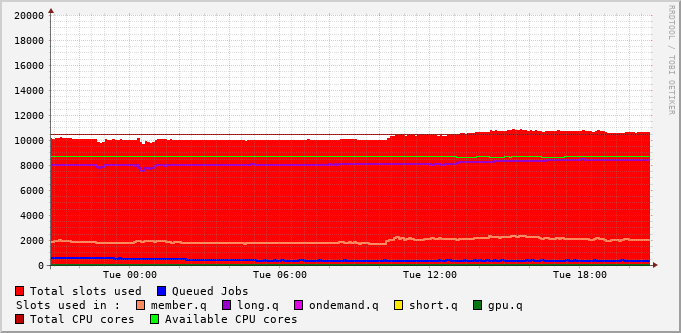 RRDTOOL / TOBI OETIKER
20000
18000
16000
14000
12000
10000
8000
6000
4000
2000
0
Tue 00:00 Tue 06:00 Tue 12:00 Tue 18:00
Total slots used Queued Jobs
Slots used in : member.q long.q ondemand.q short.q gpu.q
Total CPU cores Available CPU cores